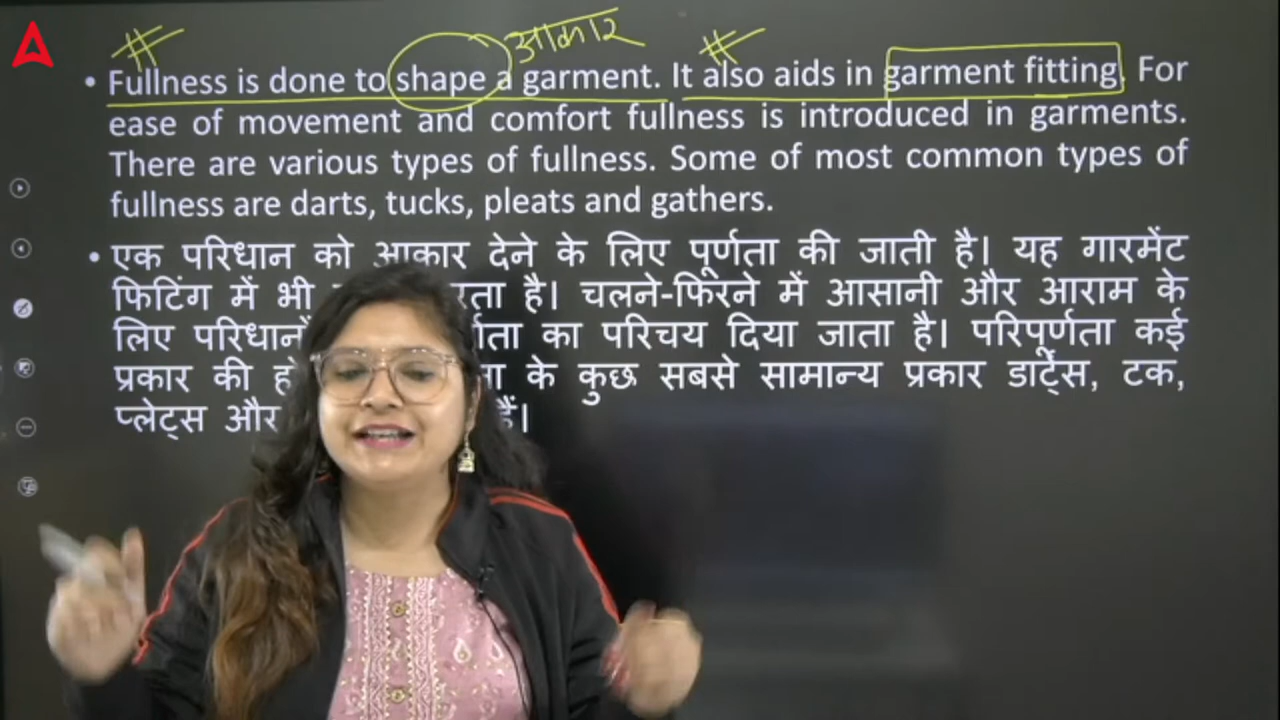 आकार
• Fullness is done to shape a garment. It also aids in garment fitting. For
ease of movement and comfort fullness is introduced in garments.
There are various types of fullness. Some of most common types of
fullness are darts, tucks, pleats and gathers.
• एक परिधान को आकार देने के लिए पूर्णता की जाती है। यह गारमेंट
फिटिंग में भी है। चलने-फिरने में आसानी और आराम के
लिए का परिचय दिया जाता है। परिपूर्णता कई
प्रकार की के कुछ सबसे सामान्य प्रकार डार्ट्स, टक,
प्लेट्स और हैं।